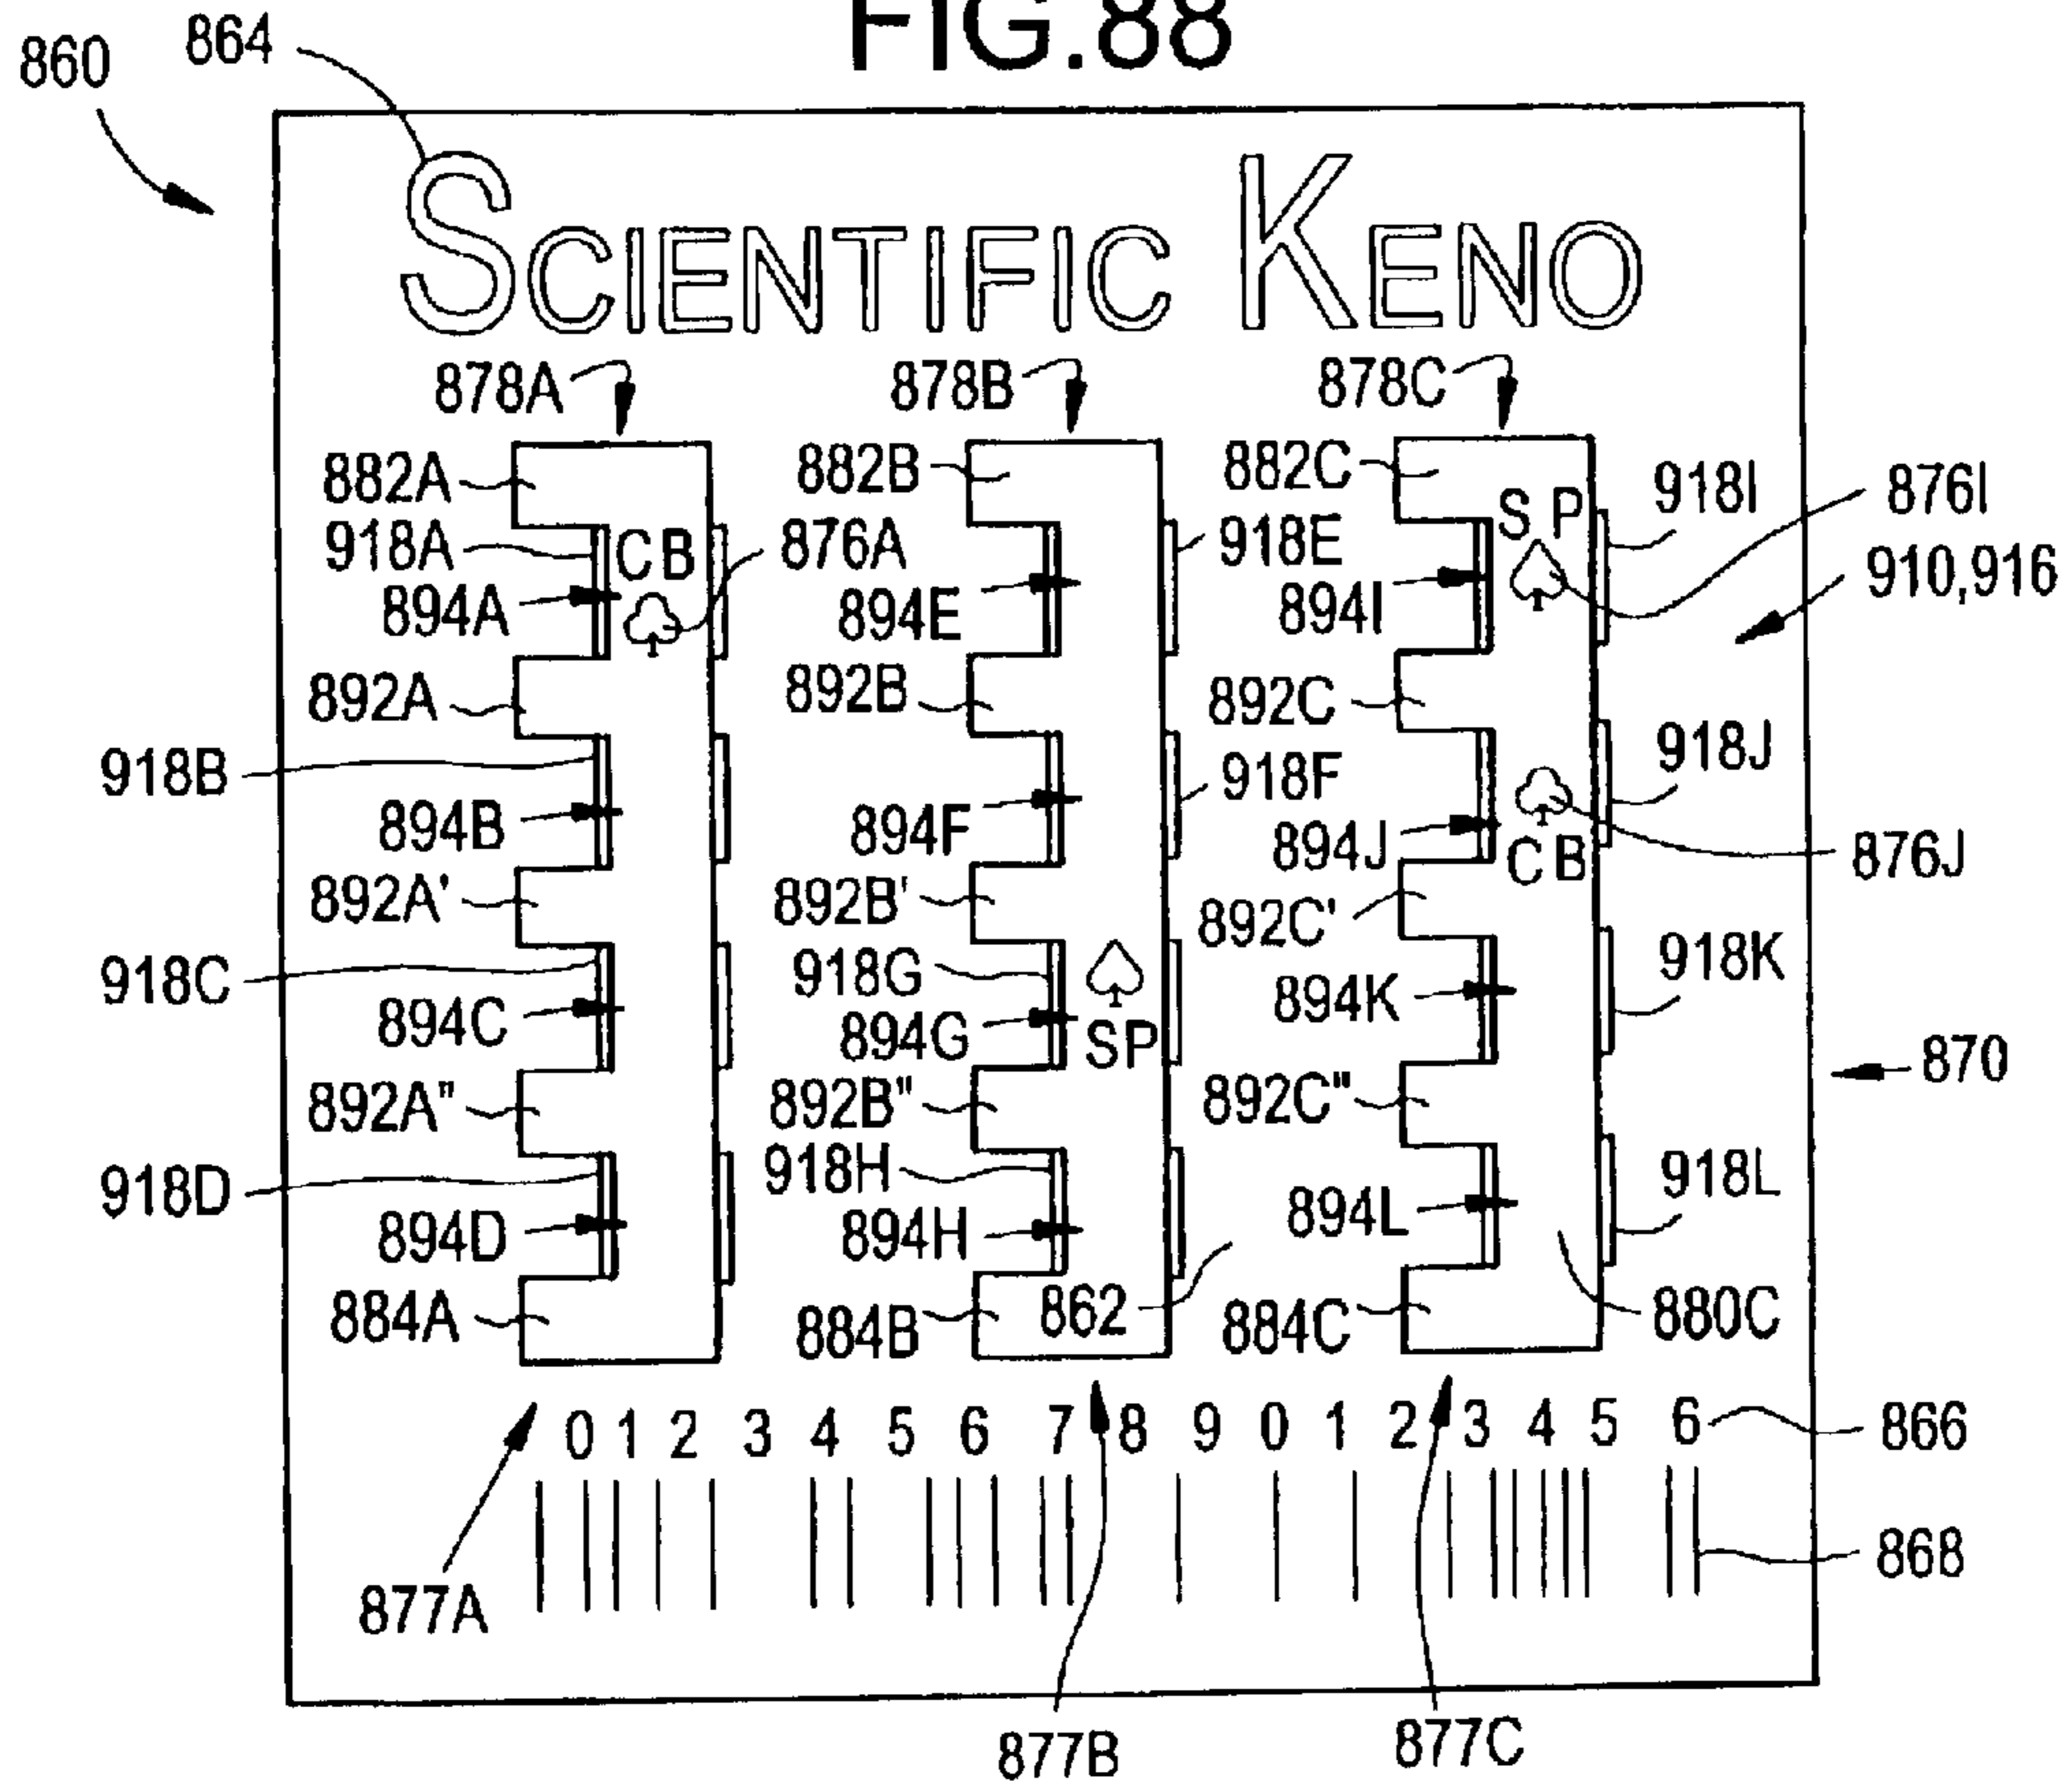 FIG.88
860
864
SCIENTIFIC KENO
878A
878B
878C
882A
882B
882C
918I
876I
918A
CB
876A
918E
SP
910,916
894A
894E
894I
892A
892B
892C
918B
918F
918J
894B
894F
894J
CB
876J
892A'
892B'
892C'
918C
918G
918K
894C
894G
SP
894K
870
892A"
892B"
892C"
918D
918H
918L
894D
894H
894L
884A
884B
862
884C
880C
0 1 2 3 4 5 6 7 8 9 0 1 2 3 4 5 6
866
868
877A
877B
877C